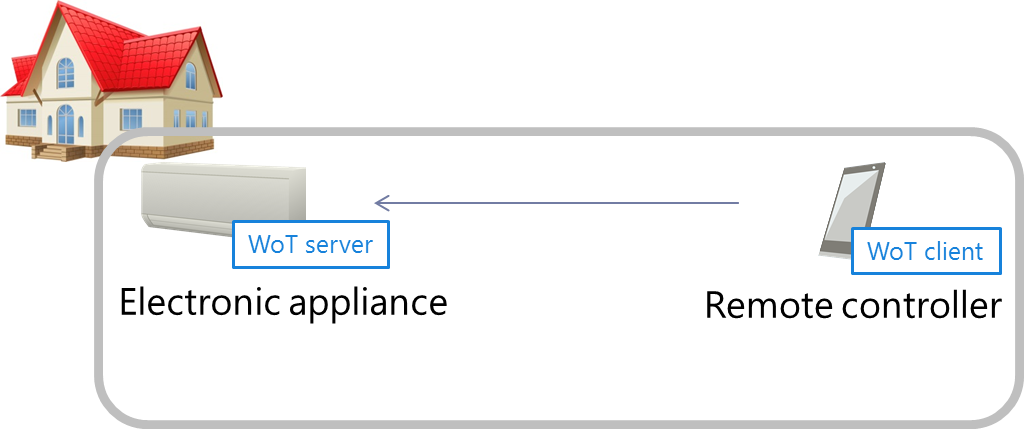 WoT server
WoT client
Electronic appliance
Remote controller